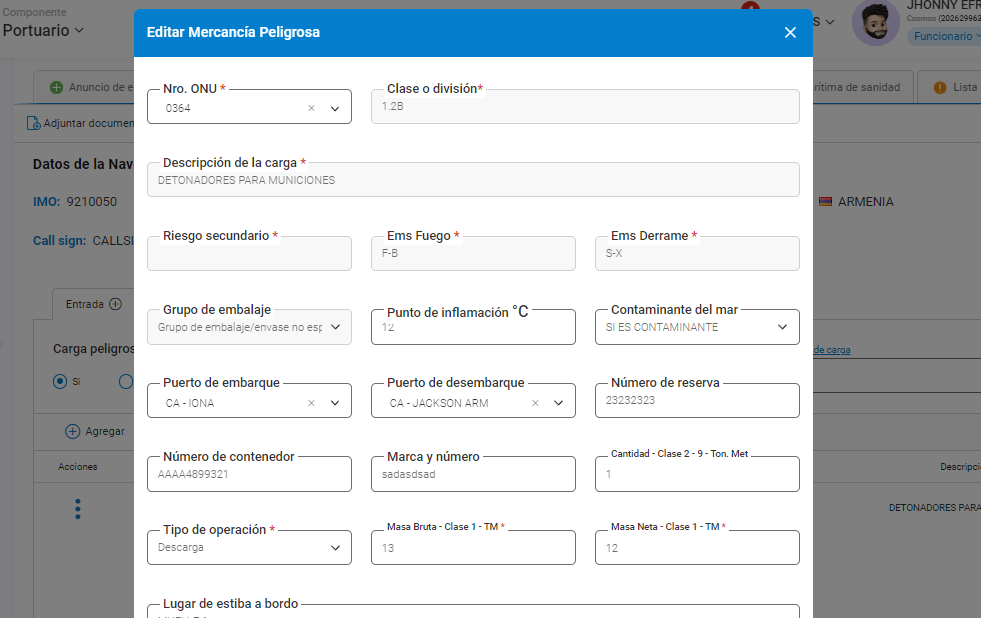 Componente
Portuario
JHONNY EFR
Cosmos (202629963
Funcionario
Editar Mercancía Peligrosa
Anuncio de e
rítima de sanidad
Lista
Adjuntar documen
Datos de la Nav
IMO: 9210050
ARMENIA
Call sign: CALLSI
Entrada
Carga peligros
Si
de carga
Agregar
Acciones
Descripci
DETONADORES PARA
Nro. ONU *
0364
Clase o división*
1.2B
Descripción de la carga *
DETONADORES PARA MUNICIONES
Riesgo secundario *
Ems Fuego *
F-B
Ems Derrame *
S-X
Grupo de embalaje
Grupo de embalaje/envase no esp
Punto de inflamación °C
12
Contaminante del mar
SI ES CONTAMINANTE
Puerto de embarque
CA - IONA
Puerto de desembarque
CA - JACKSON ARM
Número de reserva
23232323
Número de contenedor
AAAA4899321
Marca y número
sadasdsad
Cantidad - Clase 2 - 9 - Ton. Met
1
Tipo de operación *
Descarga
Masa Bruta - Clase 1 - TM *
13
Masa Neta - Clase 1 - TM *
12
Lugar de estiba a bordo